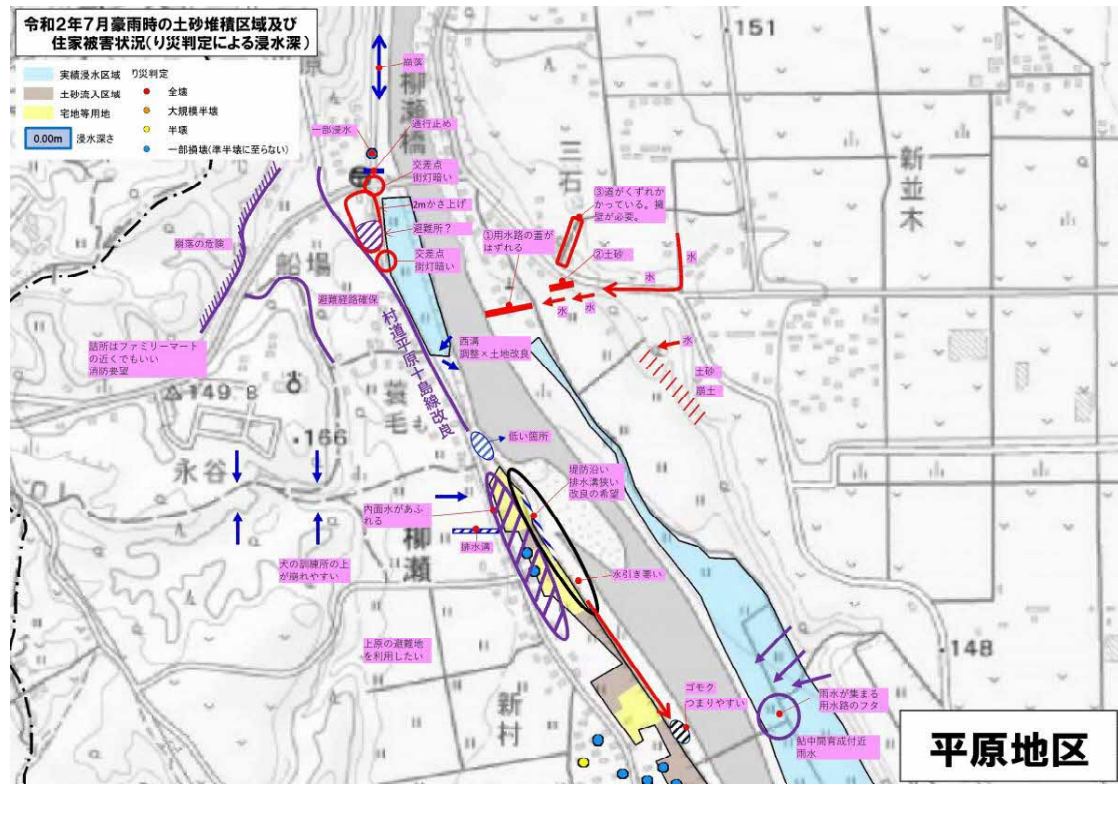 令和2年7月豪雨時の土砂堆積区域及び
住家被害状況(り災判定による浸水深)
実績浸水区域
土砂流入区域
宅地等用地
0.00m 浸水深さ
り災判定
全壊
大規模半壊
半壊
一部損壊(準半壊に至らない)
崩落
柳瀬橋
151
通行止め
一部浸水
交差点
街灯暗い
2mかさ上げ
避難所?
交差点
街灯暗い
三石
新並木
③道がくずれか
かっている。擁
壁が必要。
①用水路の蓋が
はずれる
②土砂
水
水
水
水
水
土砂
崩土
崩落の危険
船場
避難経路確保
村道平原十島線改良
西溝
調整×土地改良
詰所はファミリーマート
の近くでもいい
消防要望
149.8
蓑毛
166
永谷
低い箇所
堤防沿い
排水溝狭い
改良の希望
内面水があふ
れる
柳瀬
排水溝
犬の訓練所の上
が崩れやすい
水引き悪い
上原の避難地
を利用したい
148
ゴモク
つまりやすい
雨水が集まる
用水路のフタ
新村
鮎中間育成付近
雨水
平原地区